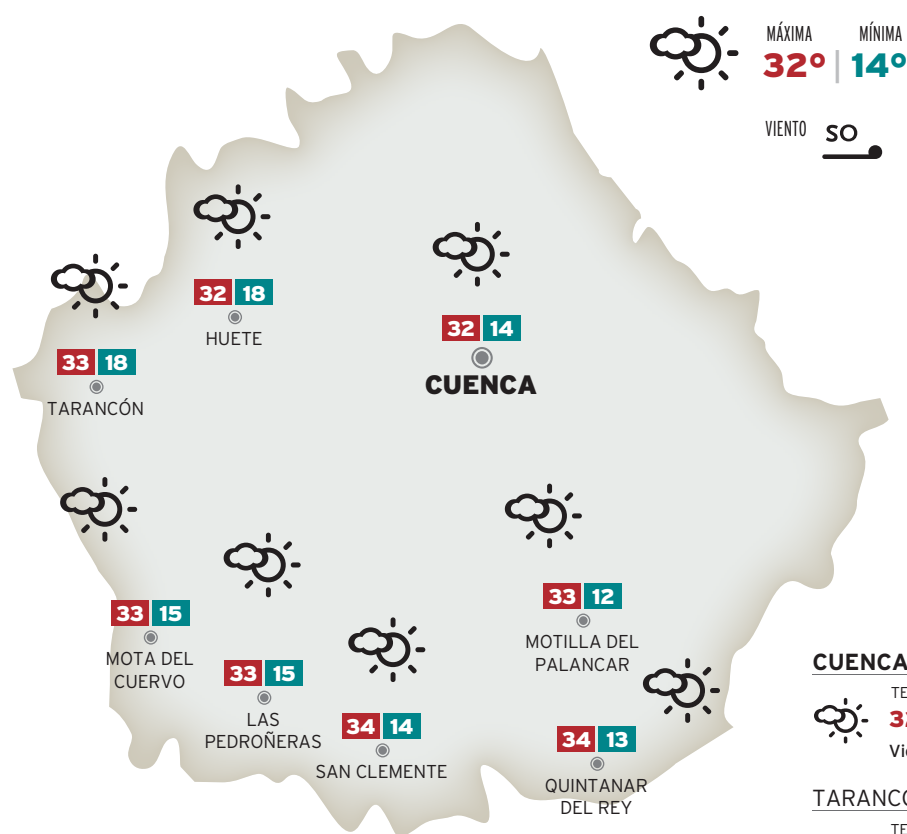 MÁXIMA MÍNIMA
32° 14°
VIENTO SO
32 18
HUETE
32 14
CUENCA
33 18
TARANCÓN
33 15
MOTA DEL
CUERVO
33 15
LAS
PEDROÑERAS
34 14
SAN CLEMENTE
33 12
MOTILLA DEL
PALANCAR
34 13
QUINTANAR
DEL REY
CUENCA